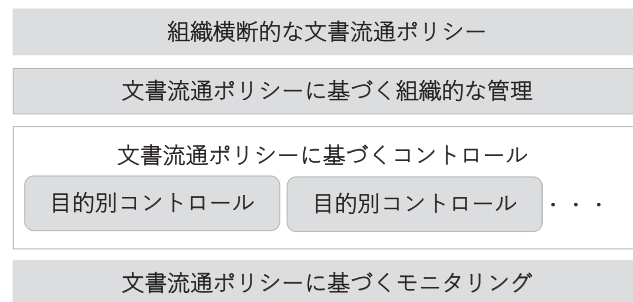 組織横断的な文書流通ポリシー
文書流通ポリシーに基づく組織的な管理
文書流通ポリシーに基づくコントロール
目的別コントロール 目的別コントロール ・・・
文書流通ポリシーに基づくモニタリング